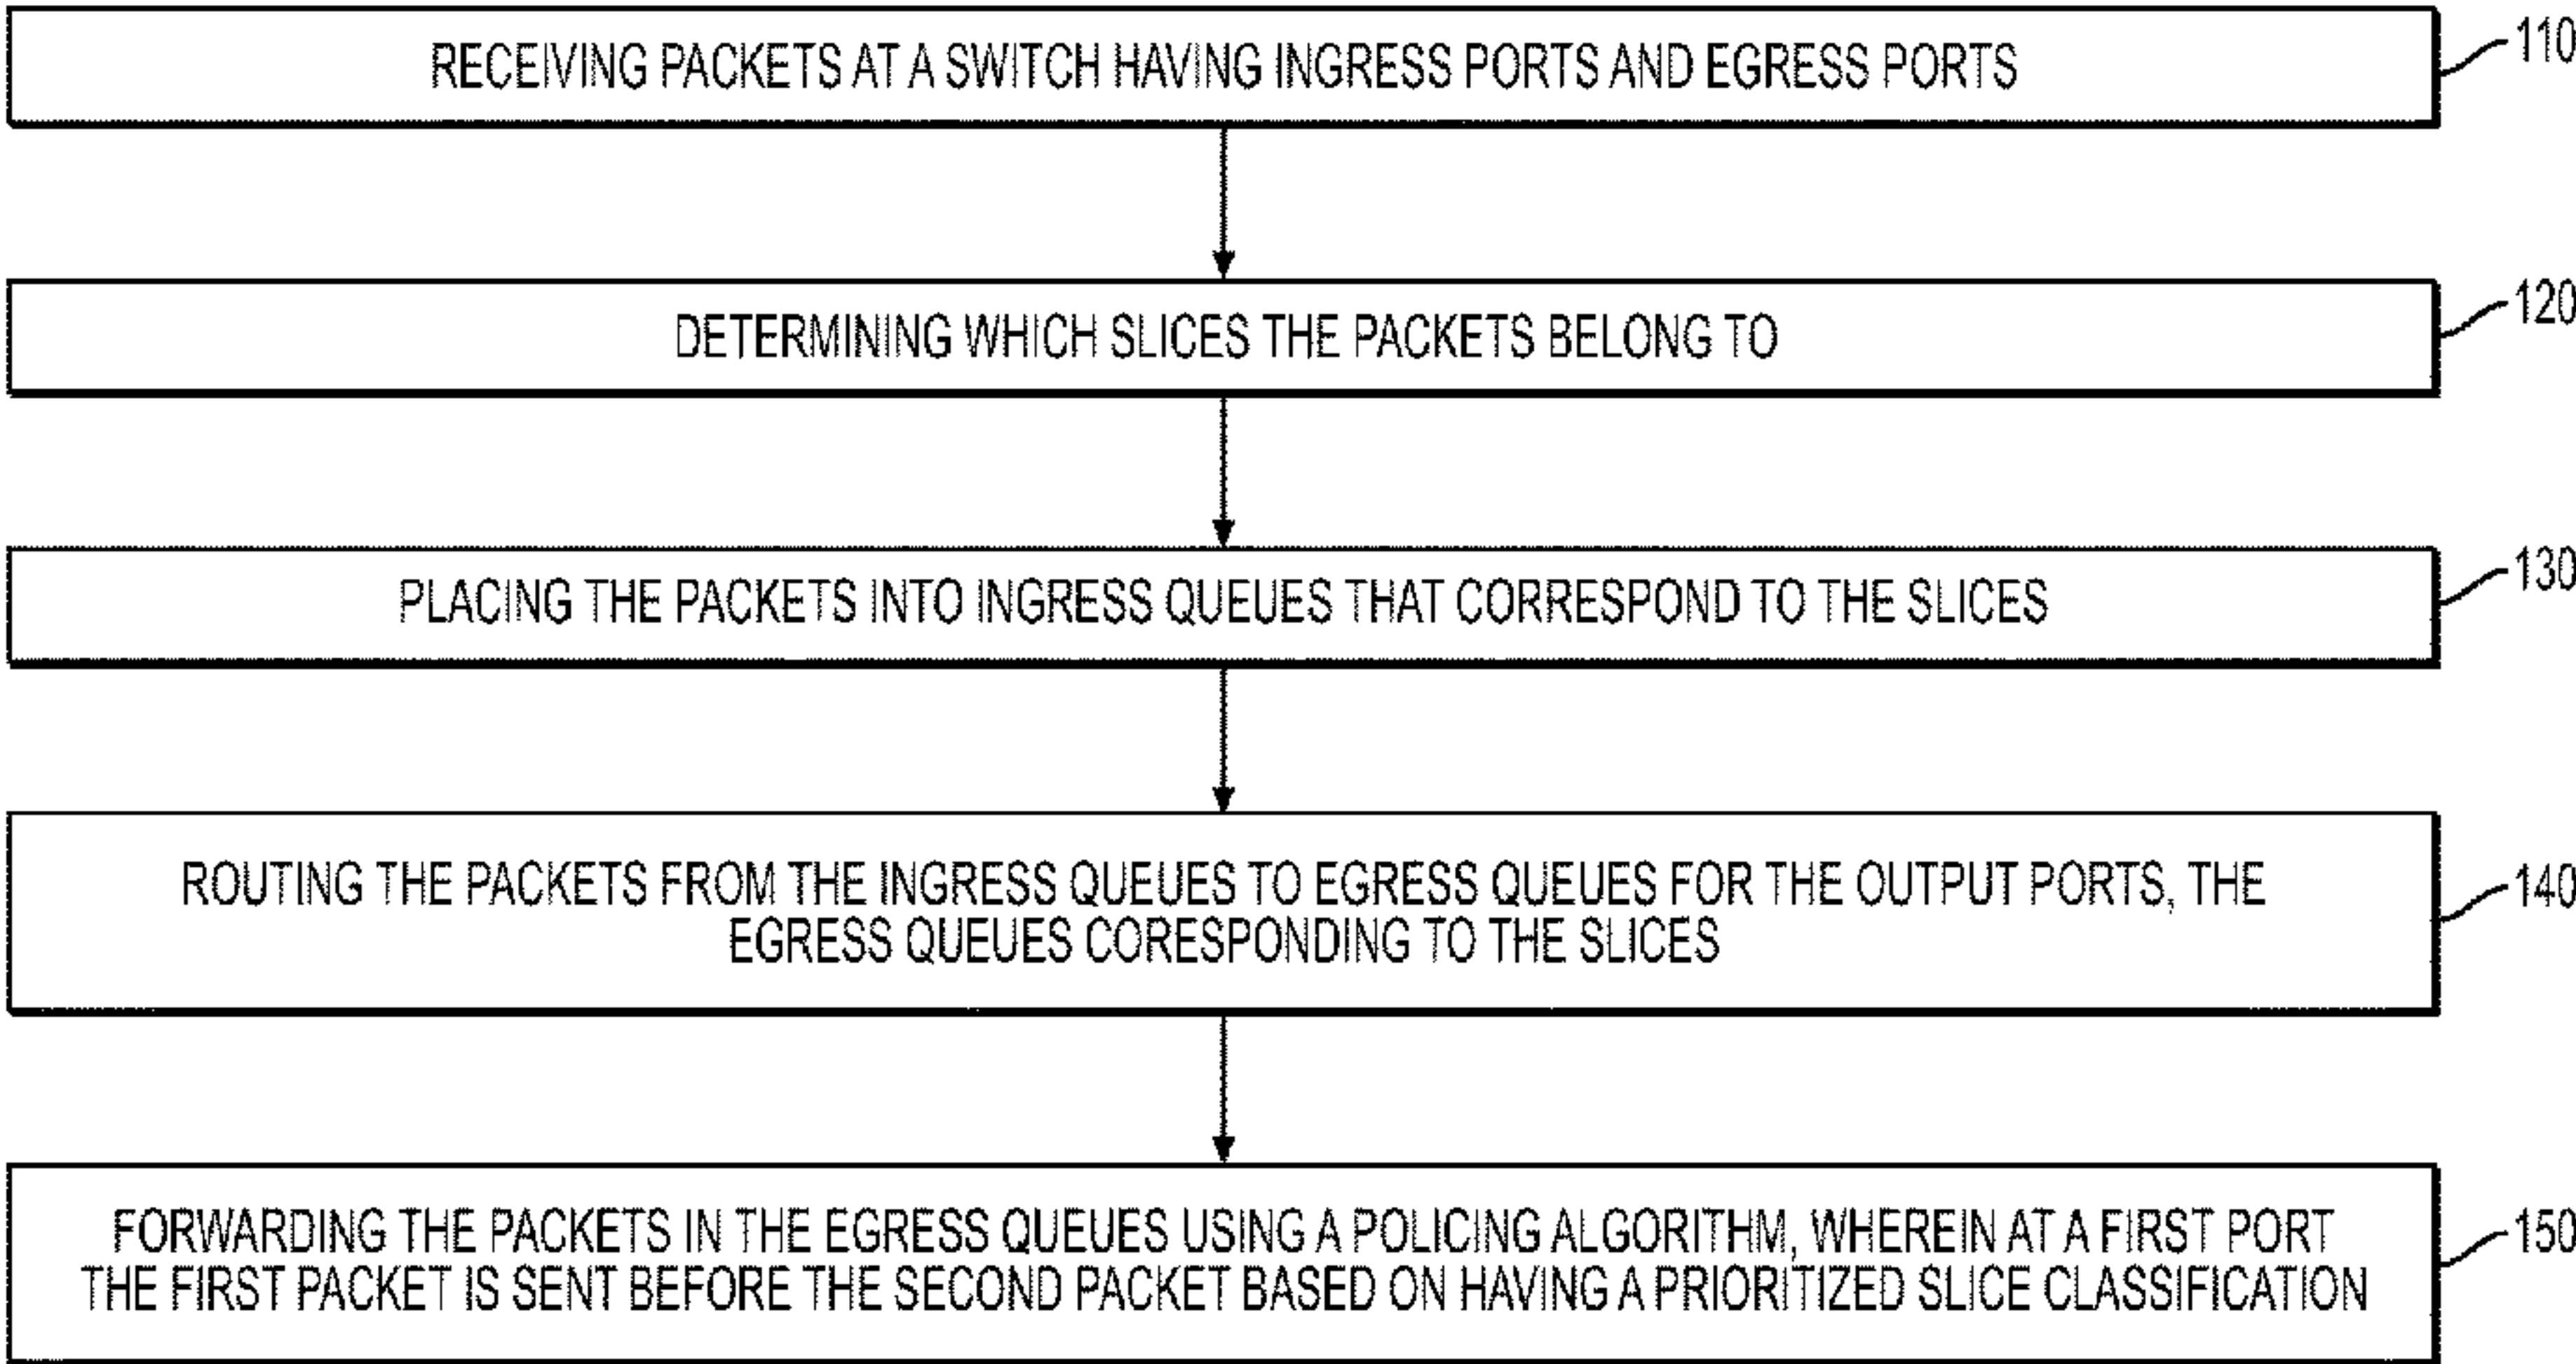 RECEIVING PACKETS AT A SWITCH HAVING INGRESS PORTS AND EGRESS PORTS
110
DETERMINING WHICH SLICES THE PACKETS BELONG TO
120
PLACING THE PACKETS INTO INGRESS QUEUES THAT CORRESPOND TO THE SLICES
130
ROUTING THE PACKETS FROM THE INGRESS QUEUES TO EGRESS QUEUES FOR THE OUTPUT PORTS, THE
EGRESS QUEUES CORESPONDING TO THE SLICES
140
FORWARDING THE PACKETS IN THE EGRESS QUEUES USING A POLICING ALGORITHM, WHEREIN AT A FIRST PORT
THE FIRST PACKET IS SENT BEFORE THE SECOND PACKET BASED ON HAVING A PRIORITIZED SLICE CLASSIFICATION
150